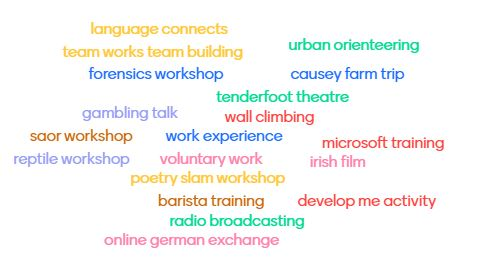 language connects
urban orienteering
team works team building
forensics workshop
causey farm trip
tenderfoot theatre
gambling talk
wall climbing
saor workshop
work experience
microsoft training
reptile workshop
voluntary work
irish film
poetry slam workshop
barista training
develop me activity
radio broadcasting
online german exchange